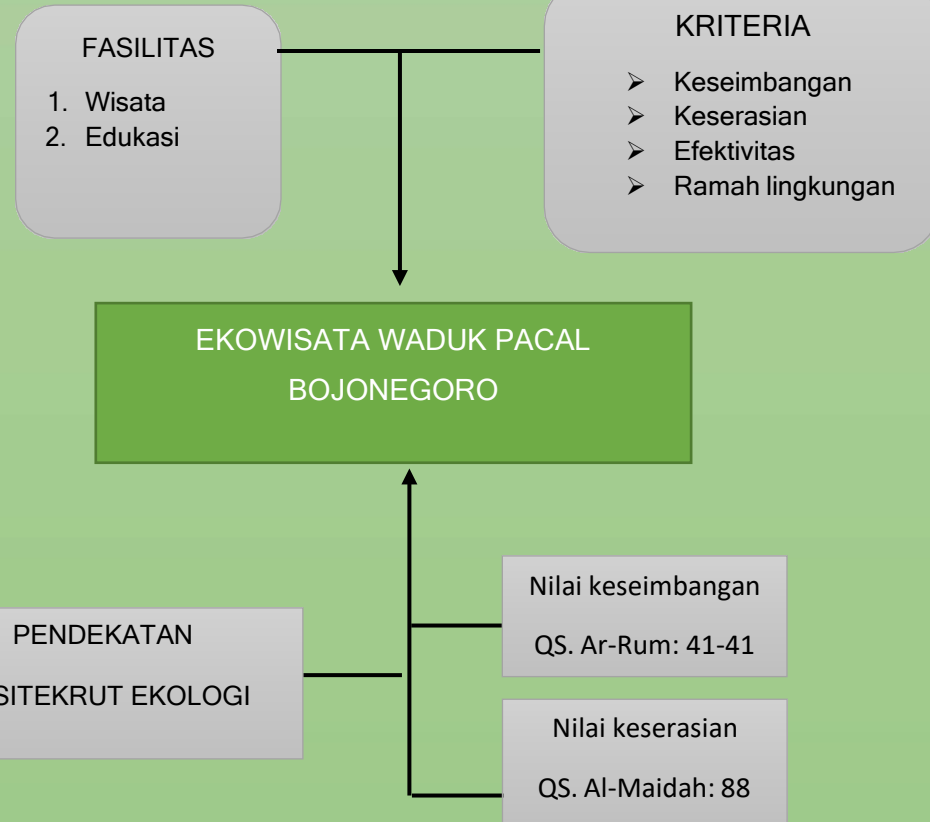 FASILITAS
1. Wisata
2. Edukasi
KRITERIA
➢ Keseimbangan
➢ Keserasian
➢ Efektivitas
➢ Ramah lingkungan
EKOWISATA WADUK PACAL
BOJONEGORO
PENDEKATAN
SITEKRUT EKOLOGI
Nilai keseimbangan
QS. Ar-Rum: 41-41
Nilai keserasian
QS. Al-Maidah: 88